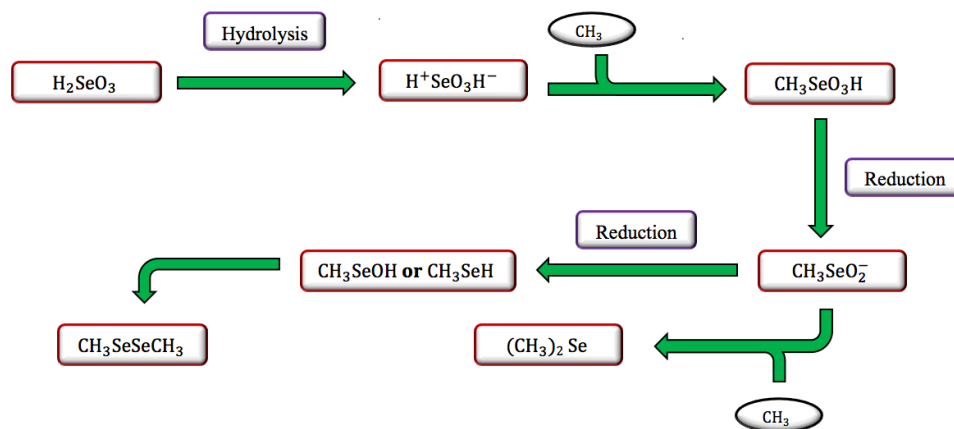 Hydrolysis
CH₃
H₂SeO₃
H⁺SeO₃H⁻
CH₃SeO₃H
Reduction
Reduction
CH₃SeOH or CH₃SeH
CH₃SeO₂⁻
CH₃SeSeCH₃
(CH₃)₂ Se
CH₃